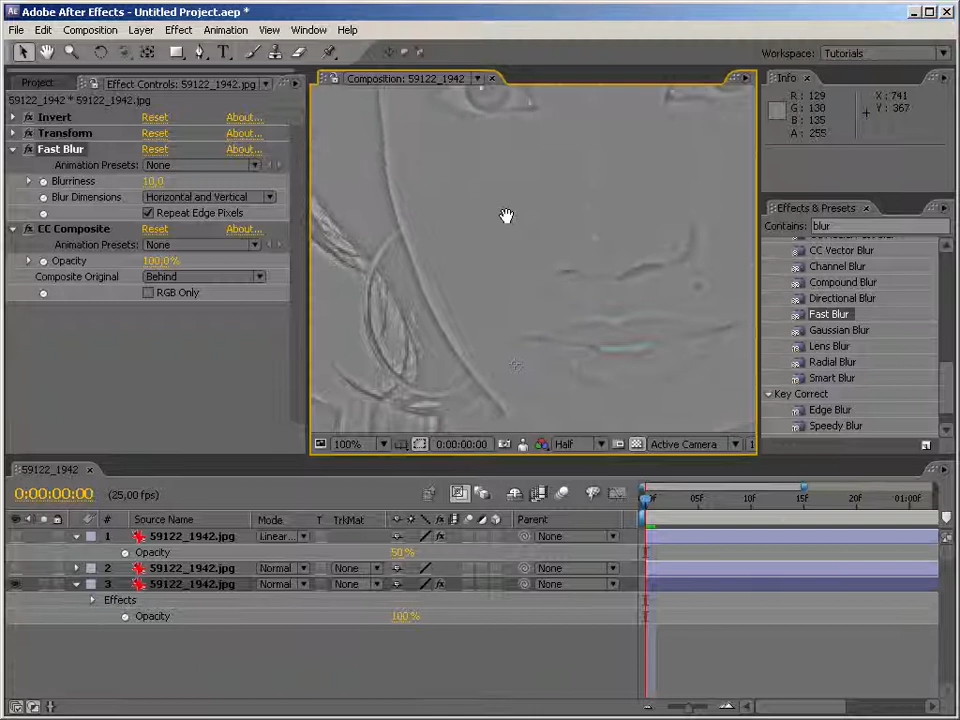 Adobe After Effects - Untitled Project.aep *
File Edit Composition Layer Effect Animation View Window Help
Workspace: Tutorials
Project Effect Controls: 59122_1942.jpg
59122_1942 * 59122_1942.jpg
Invert Reset About...
Transform Reset About...
Fast Blur Reset About...
Animation Presets: None
Blurriness 10,0
Blur Dimensions Horizontal and Vertical
Repeat Edge Pixels
CC Composite Reset About...
Animation Presets: None
Opacity 100,0%
Composite Original Behind
RGB Only
Composition: 59122_1942
100% 0:00:00:00 Half Active Camera 1
Info
R: 129
G: 130
B: 135
A: 255
X: 741
Y: 367
Effects & Presets
Contains: blur
CC Vector Blur
Channel Blur
Compound Blur
Directional Blur
Fast Blur
Gaussian Blur
Lens Blur
Radial Blur
Smart Blur
Key Correct
Edge Blur
Speedy Blur
59122_1942
0:00:00:00 (25,00 fps)
05F 10F 15F 20F 01:00F
# Source Name Mode T TrkMat Parent
1 59122_1942.jpg Linear... None
Opacity 50 %
2 59122_1942.jpg Normal None None
3 59122_1942.jpg Normal None None
Effects
Opacity 100 %